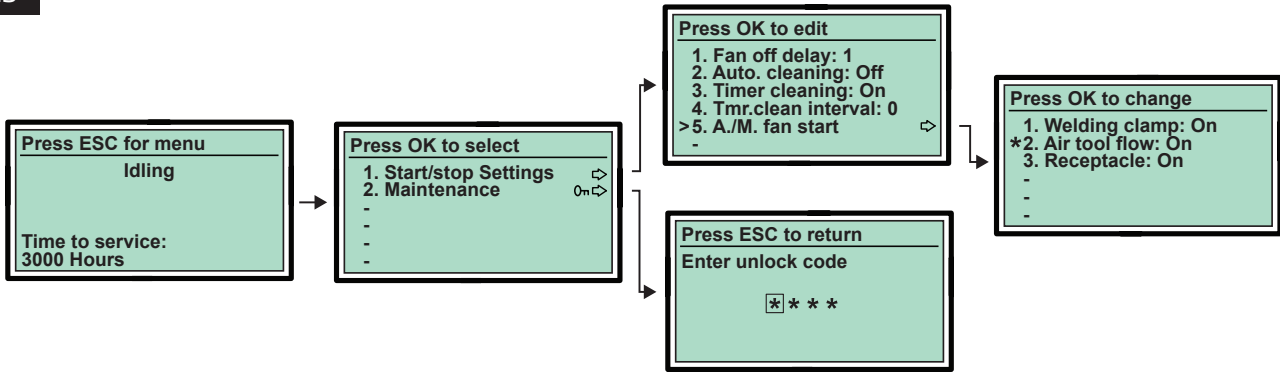 Press ESC for menu
Idling
Time to service:
3000 Hours
Press OK to select
1. Start/stop Settings
2. Maintenance
-
-
-
-
Press OK to edit
1. Fan off delay: 1
2. Auto. cleaning: Off
3. Timer cleaning: On
4. Tmr.clean interval: 0
>5. A./M. fan start
-
Press ESC to return
Enter unlock code
* * * *
Press OK to change
1. Welding clamp: On
*2. Air tool flow: On
3. Receptacle: On
-
-
-